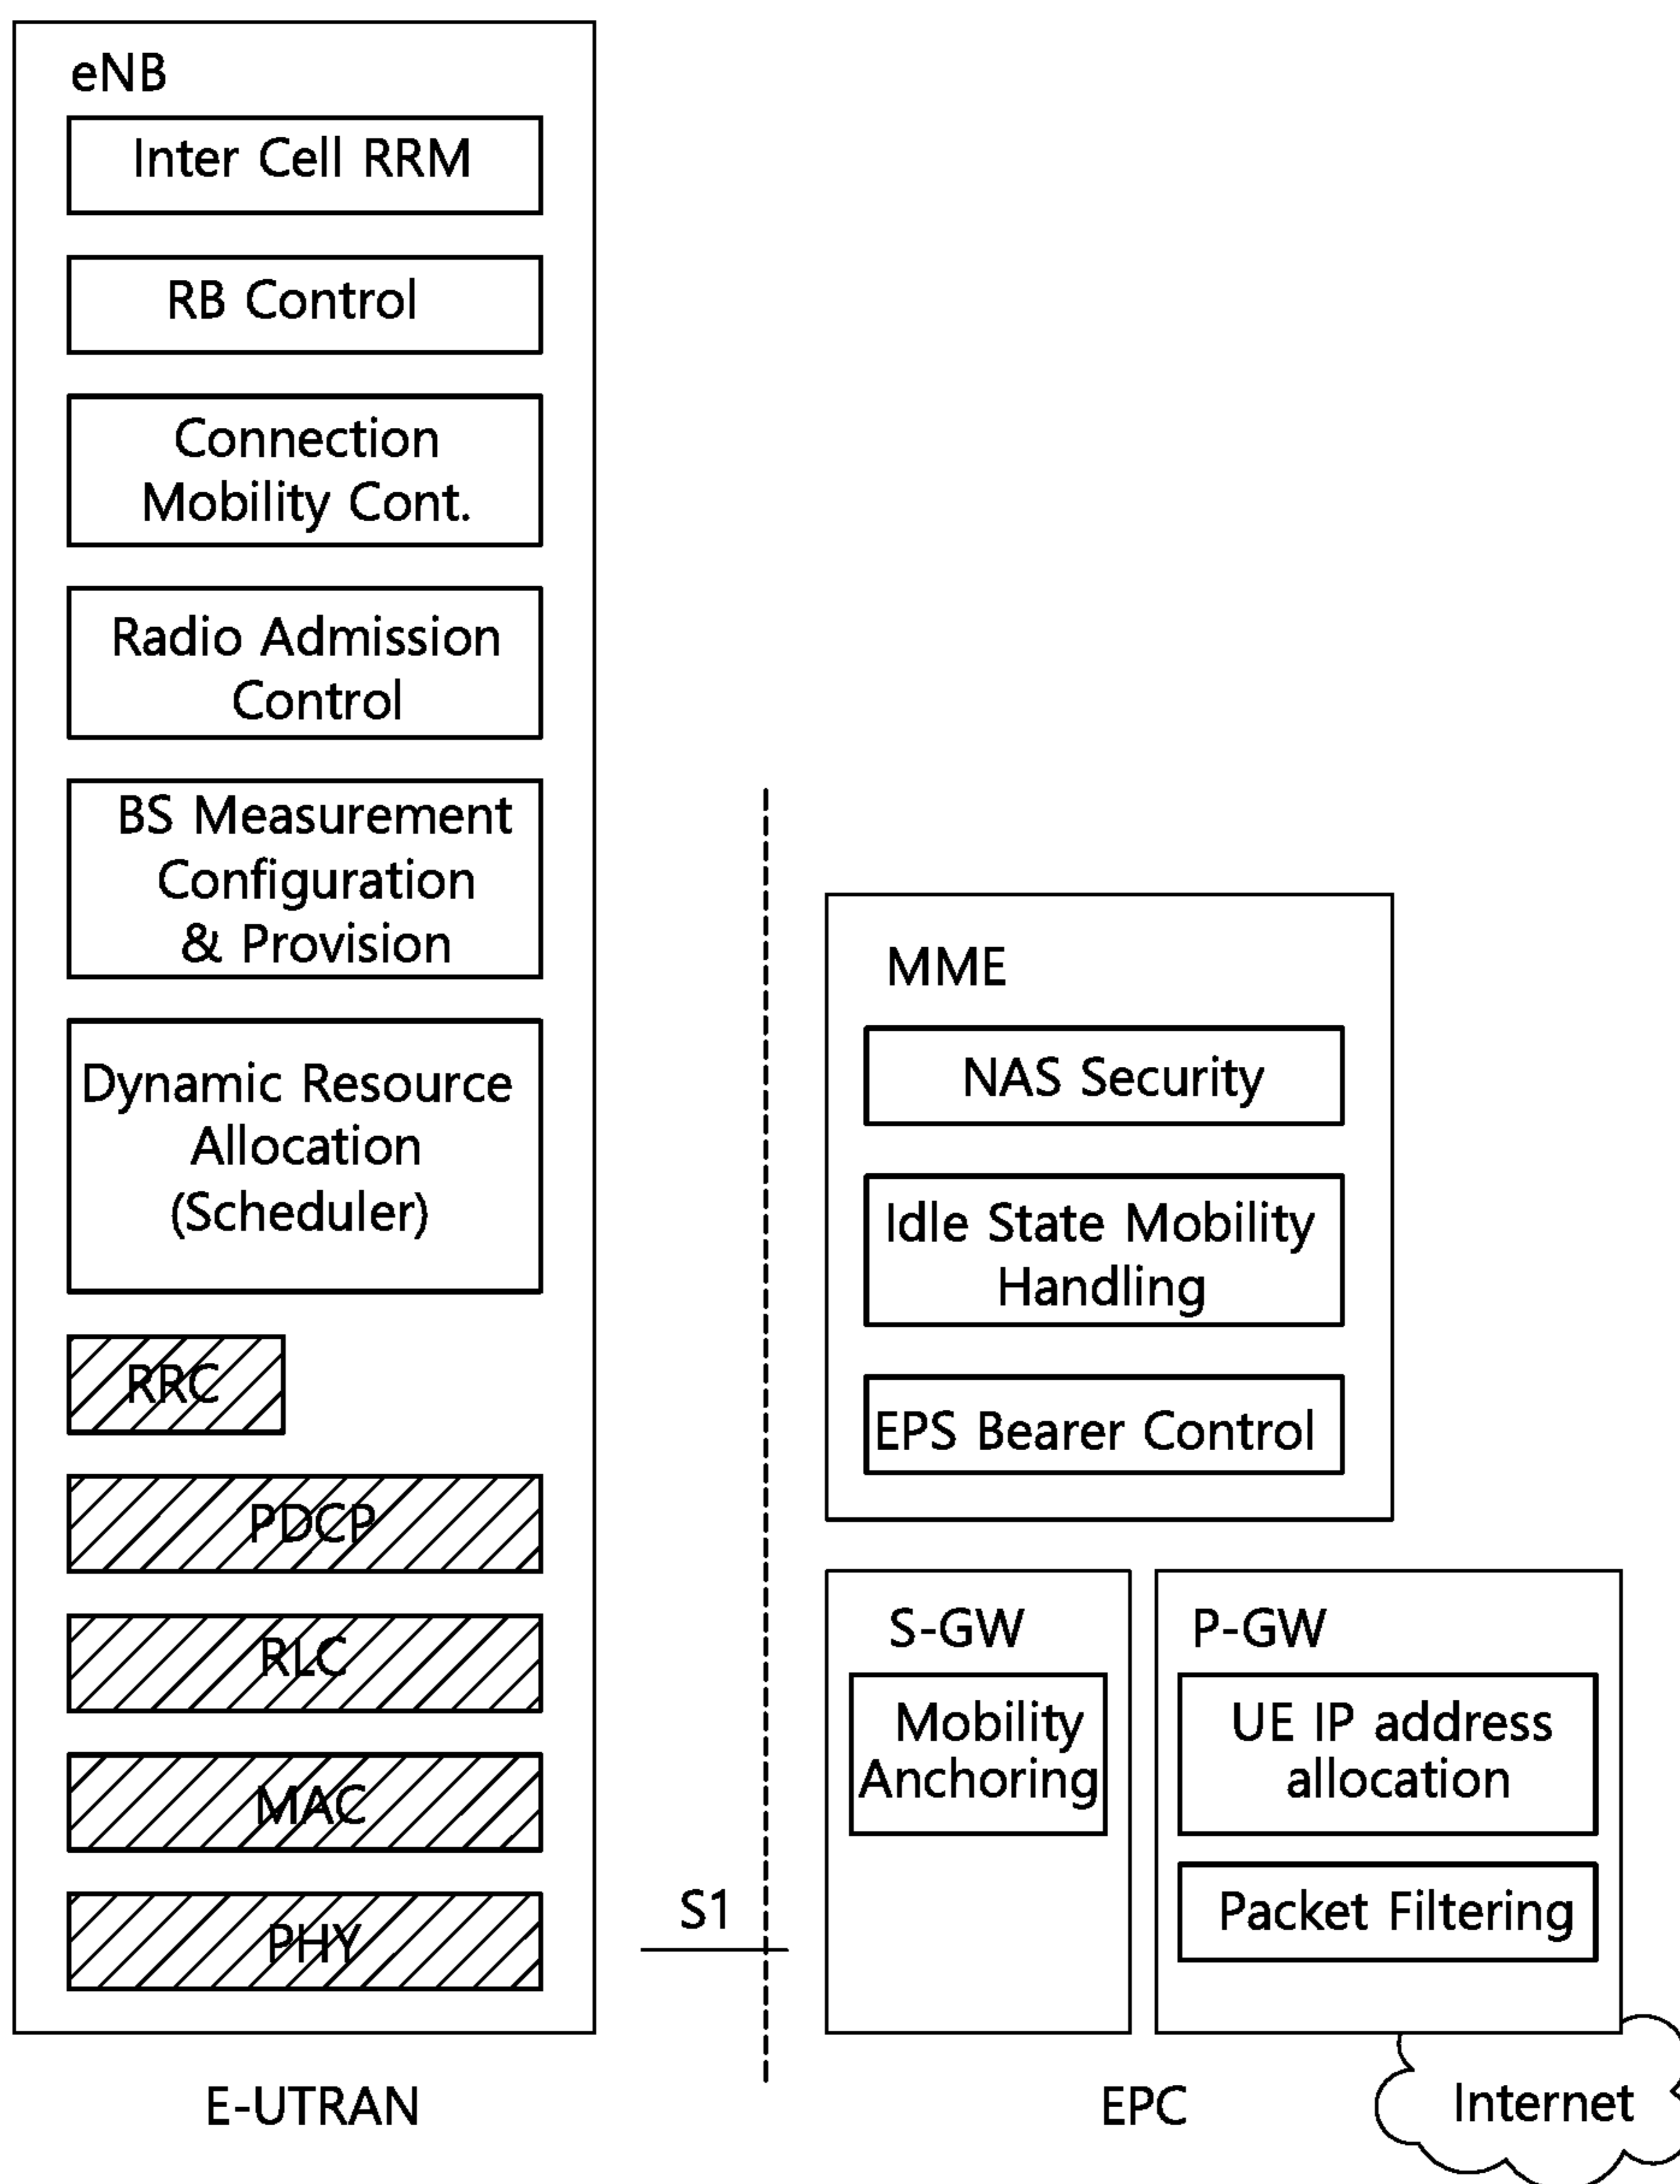 eNB
Inter Cell RRM
RB Control
Connection
Mobility Cont.
Radio Admission
Control
BS Measurement
Configuration
& Provision
Dynamic Resource
Allocation
(Scheduler)
RRC
PDCP
RLC
MAC
PHY
E-UTRAN
S1
MME
NAS Security
Idle State Mobility
Handling
EPS Bearer Control
S-GW
Mobility
Anchoring
P-GW
UE IP address
allocation
Packet Filtering
EPC
Internet